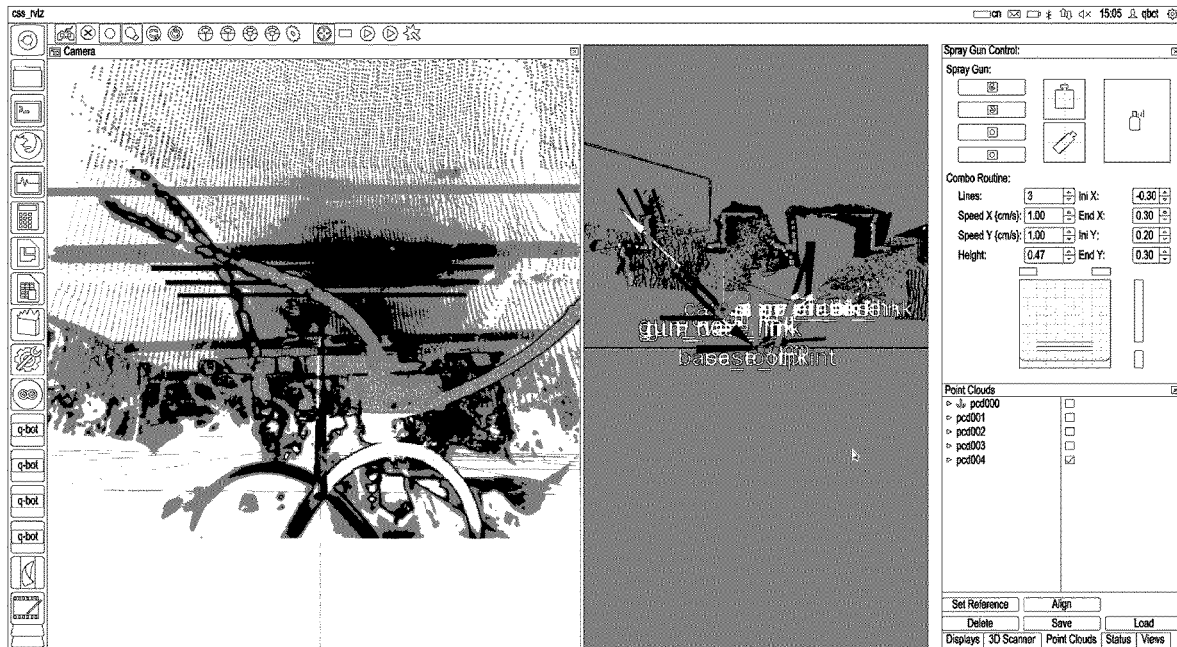 css_rviz
cn 15:05 qbot
Camera
q-bot
q-bot
q-bot
q-bot
Spray Gun Control:
Spray Gun:
Combo Routine:
Lines: 3 Ini X: -0.30
Speed X {cm/s}: 1.00 End X: 0.30
Speed Y {cm/s}: 1.00 Ini Y: 0.20
Height: 0.47 End Y: 0.30
Point Clouds
pcd000
pcd001
pcd002
pcd003
pcd004
Set Reference Align
Delete Save Load
Displays 3D Scanner Point Clouds Status Views